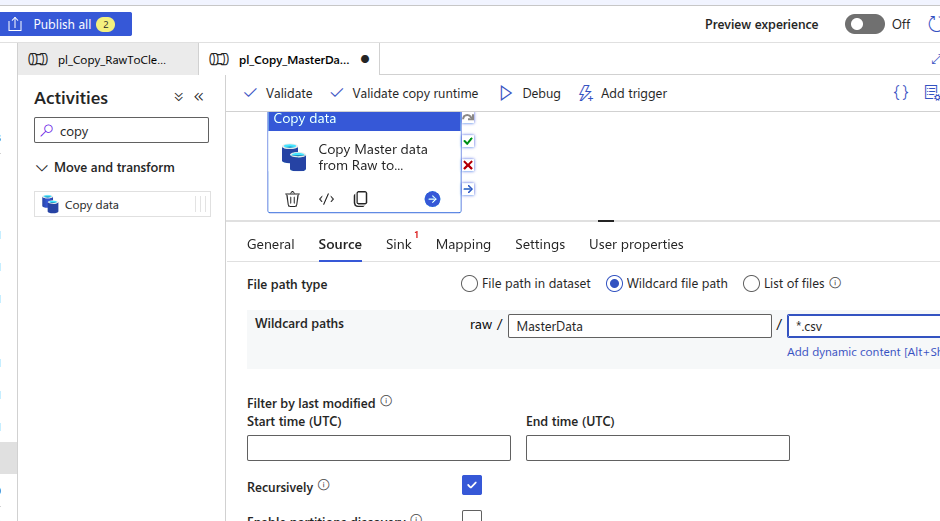 Publish all 2
Preview experience Off
pl_Copy_RawToCle...
pl_Copy_MasterDa...
Activities
copy
Move and transform
Copy data
Validate
Validate copy runtime
Debug
Add trigger
{}
Copy data
Copy Master data
from Raw to...
General
Source
Sink 1
Mapping
Settings
User properties
File path type
File path in dataset
Wildcard file path
List of files
Wildcard paths
raw / MasterData / *.csv
Add dynamic content [Alt+Sh
Filter by last modified
Start time (UTC)
End time (UTC)
Recursively
Enable partitions discovery